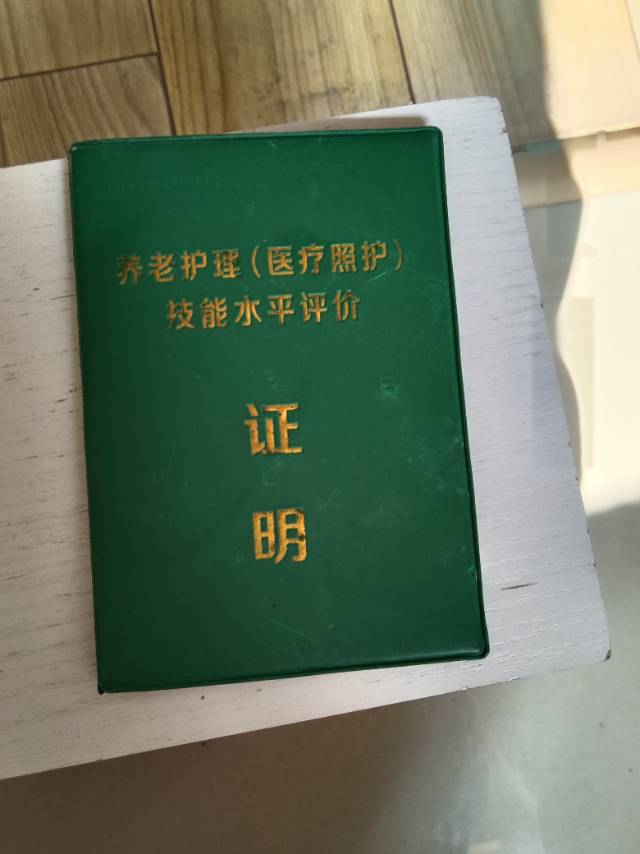 养老护理(医疗照护)
技能水平评价
证
明